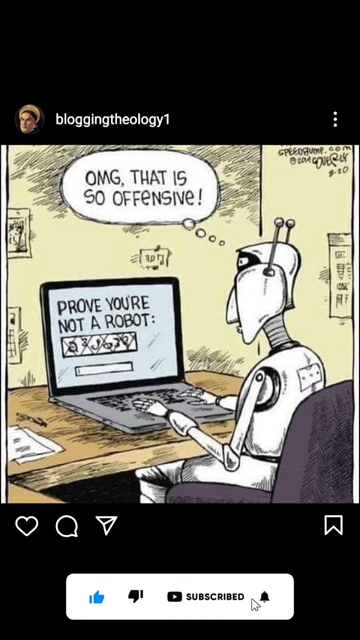 bloggingtheology1
SPEEDBUMP.COM
OMG, THAT IS
SO OFFENSIVE!
PROVE YOU'RE
NOT A ROBOT:
SUBSCRIBED